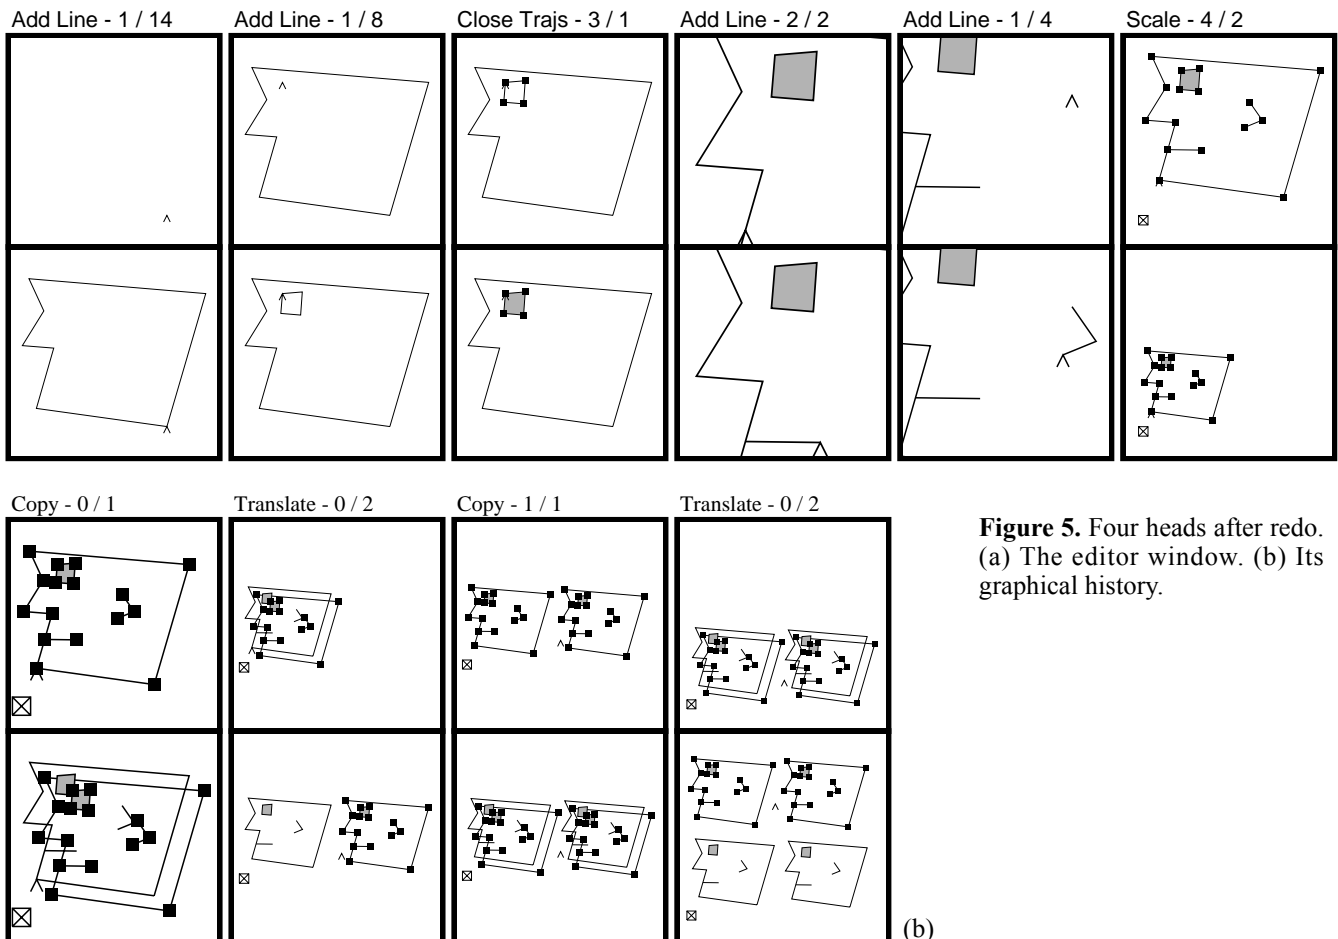 Add Line - 1 / 14
Add Line - 1 / 8
Close Trajs - 3 / 1
Add Line - 2 / 2
Add Line - 1 / 4
Scale - 4 / 2
Copy - 0 / 1
Translate - 0 / 2
Copy - 1 / 1
Translate - 0 / 2
Figure 5. Four heads after redo.
(a) The editor window. (b) Its
graphical history.
(b)